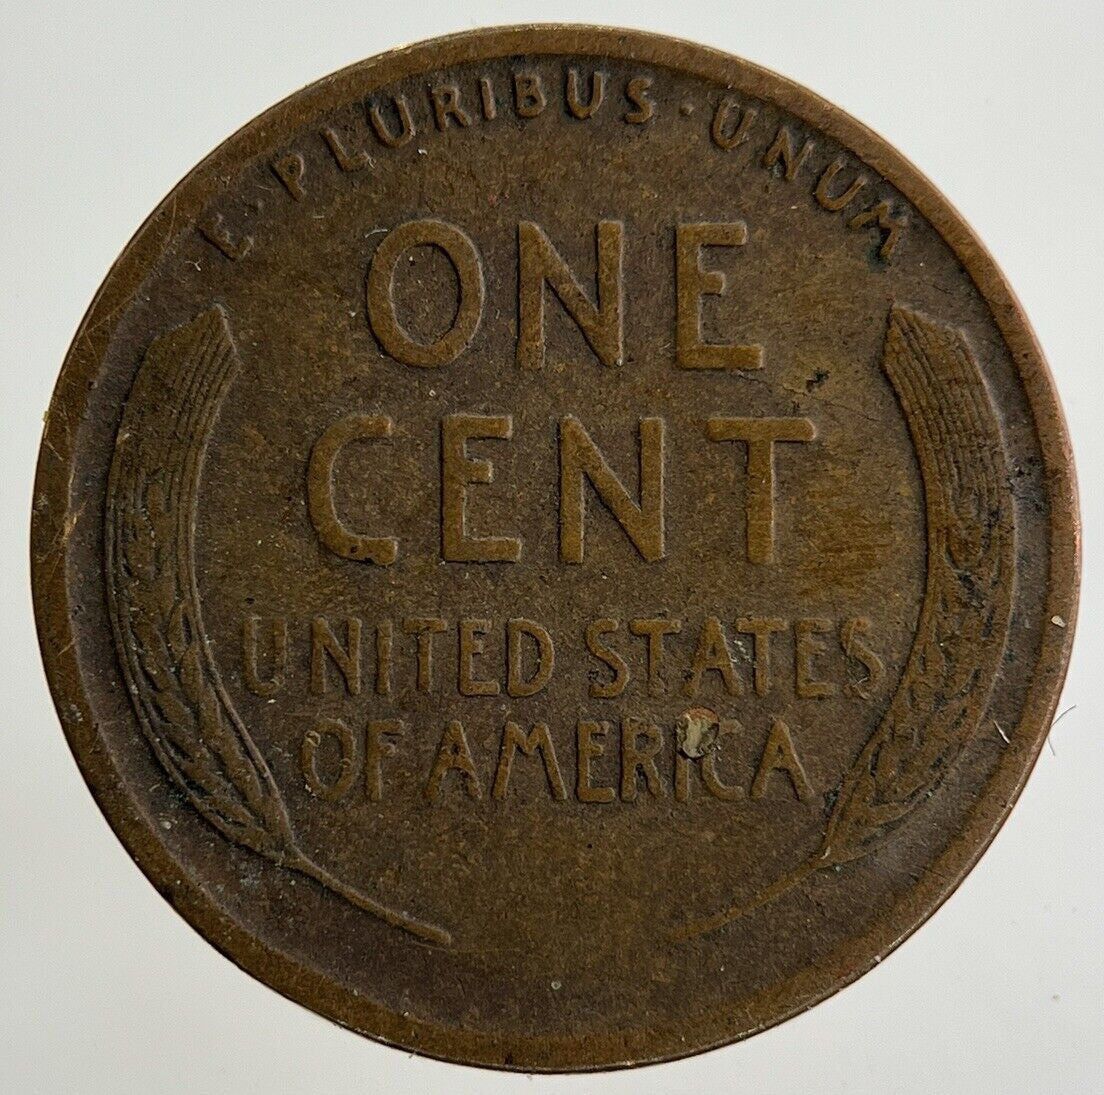 E·PLURIBUS·UNUM
ONE
CENT
UNITED STATES
OF AMERICA